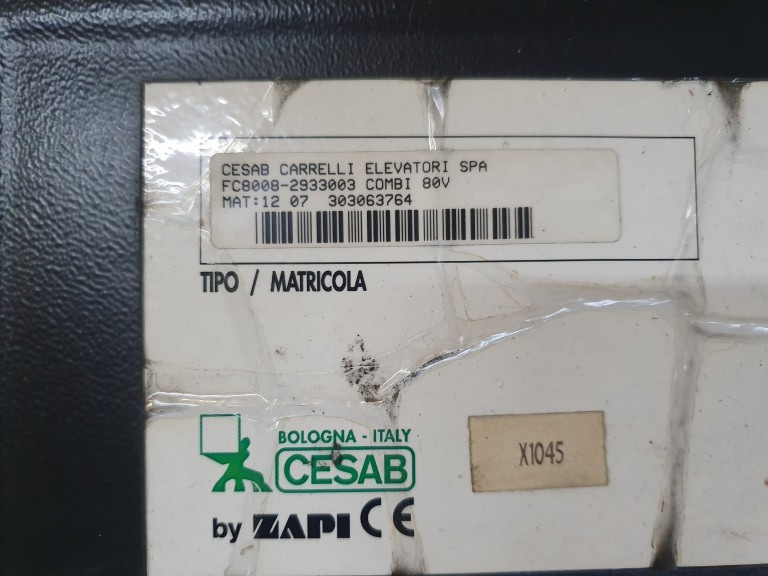 CESAB CARRELLI ELEVATORI SPA
FC8008-2933003 COMBI 80V
MAT:12 07 303063764
TIPO / MATRICOLA
BOLOGNA - ITALY
CESAB
X1045
by ZAPI CE